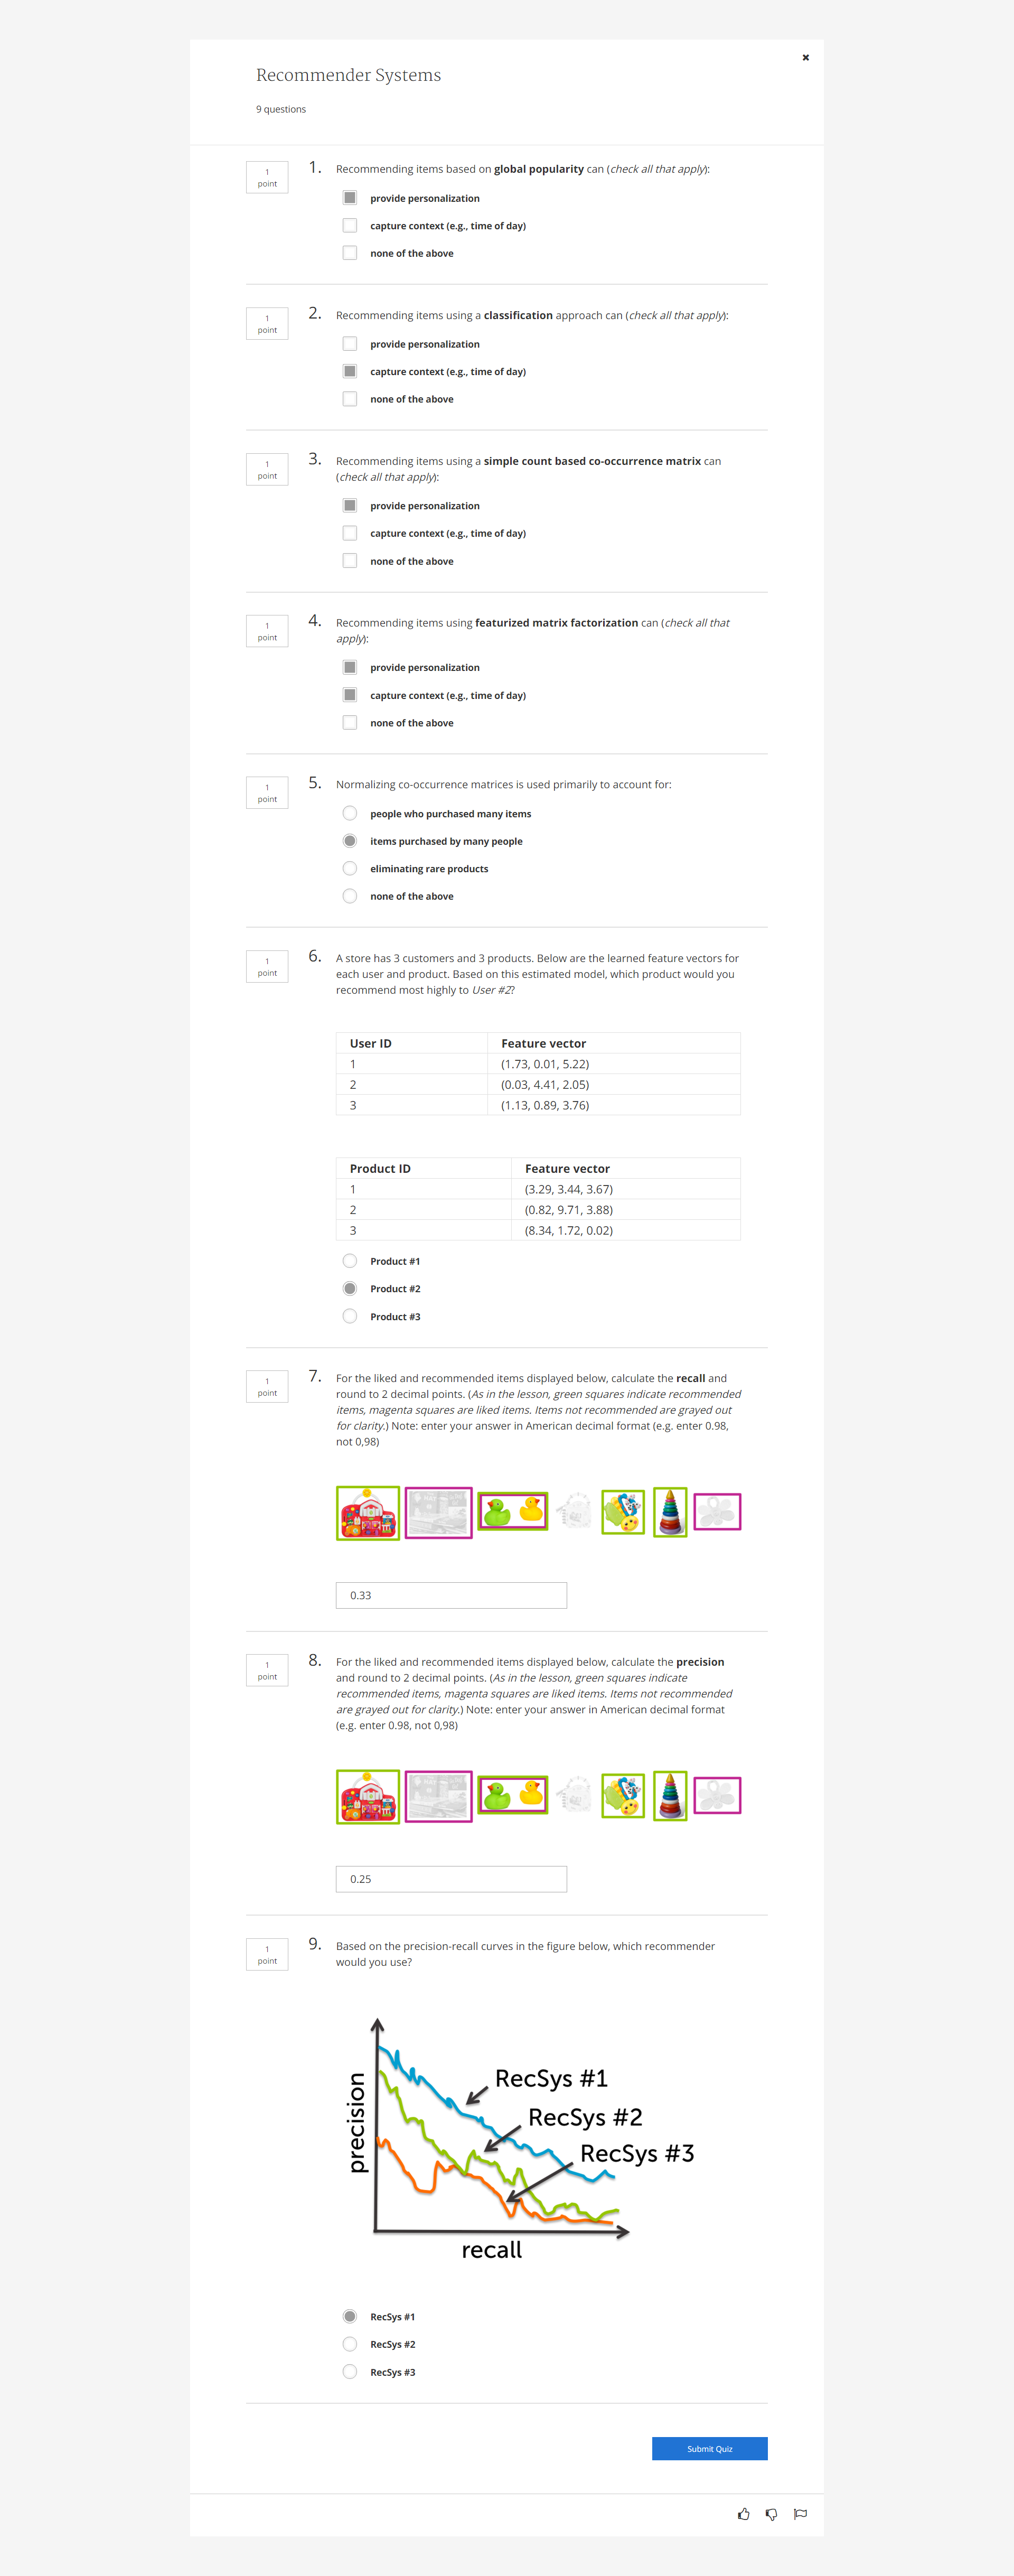 Recommender Systems
9 questions
1
point
1.
Recommending items based on global popularity can (check all that apply):
provide personalization
capture context (e.g., time of day)
none of the above
1
point
2.
Recommending items using a classification approach can (check all that apply):
provide personalization
capture context (e.g., time of day)
none of the above
1
point
3.
Recommending items using a simple count based co-occurrence matrix can
(check all that apply):
provide personalization
capture context (e.g., time of day)
none of the above
1
point
4.
Recommending items using featurized matrix factorization can (check all that
apply):
provide personalization
capture context (e.g., time of day)
none of the above
1
point
5.
Normalizing co-occurrence matrices is used primarily to account for:
people who purchased many items
items purchased by many people
eliminating rare products
none of the above
1
point
6.
A store has 3 customers and 3 products. Below are the learned feature vectors for
each user and product. Based on this estimated model, which product would you
recommend most highly to User #2?
User ID Feature vector
1 (1.73, 0.01, 5.22)
2 (0.03, 4.41, 2.05)
3 (1.13, 0.89, 3.76)
Product ID Feature vector
1 (3.29, 3.44, 3.67)
2 (0.82, 9.71, 3.88)
3 (8.34, 1.72, 0.02)
Product #1
Product #2
Product #3
1
point
7.
For the liked and recommended items displayed below, calculate the recall and
round to 2 decimal points. (As in the lesson, green squares indicate recommended
items, magenta squares are liked items. Items not recommended are grayed out
for clarity.) Note: enter your answer in American decimal format (e.g. enter 0.98,
not 0,98)
0.33
1
point
8.
For the liked and recommended items displayed below, calculate the precision
and round to 2 decimal points. (As in the lesson, green squares indicate
recommended items, magenta squares are liked items. Items not recommended
are grayed out for clarity.) Note: enter your answer in American decimal format
(e.g. enter 0.98, not 0,98)
0.25
1
point
9.
Based on the precision-recall curves in the figure below, which recommender
would you use?
precision
RecSys #1
RecSys #2
RecSys #3
recall
RecSys #1
RecSys #2
RecSys #3
Submit Quiz